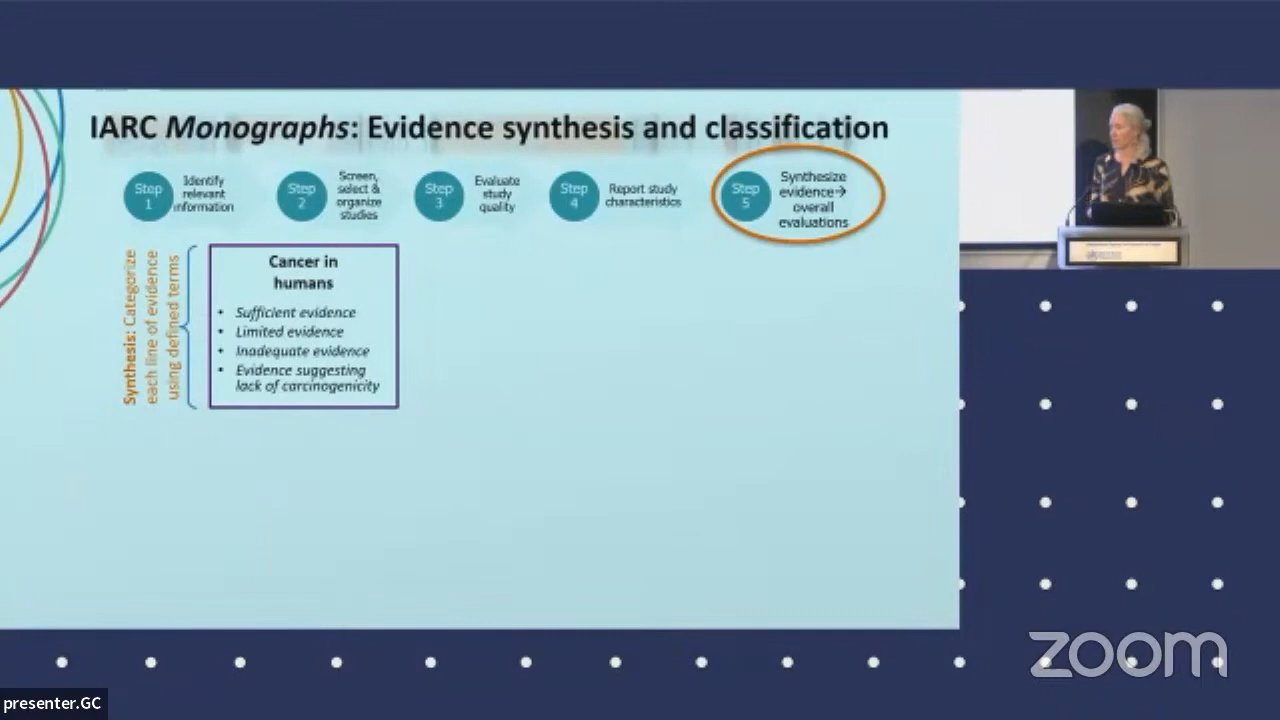 IARC Monographs: Evidence synthesis and classification
Step 1
Identify relevant information
Step 2
Screen, select & organize studies
Step 3
Evaluate study quality
Step 4
Report study characteristics
Step 5
Synthesize evidence→ overall evaluations
Synthesis: Categorize
each line of evidence
using defined terms
Cancer in
humans
• Sufficient evidence
• Limited evidence
• Inadequate evidence
• Evidence suggesting
lack of carcinogenicity
zoom
presenter.GC